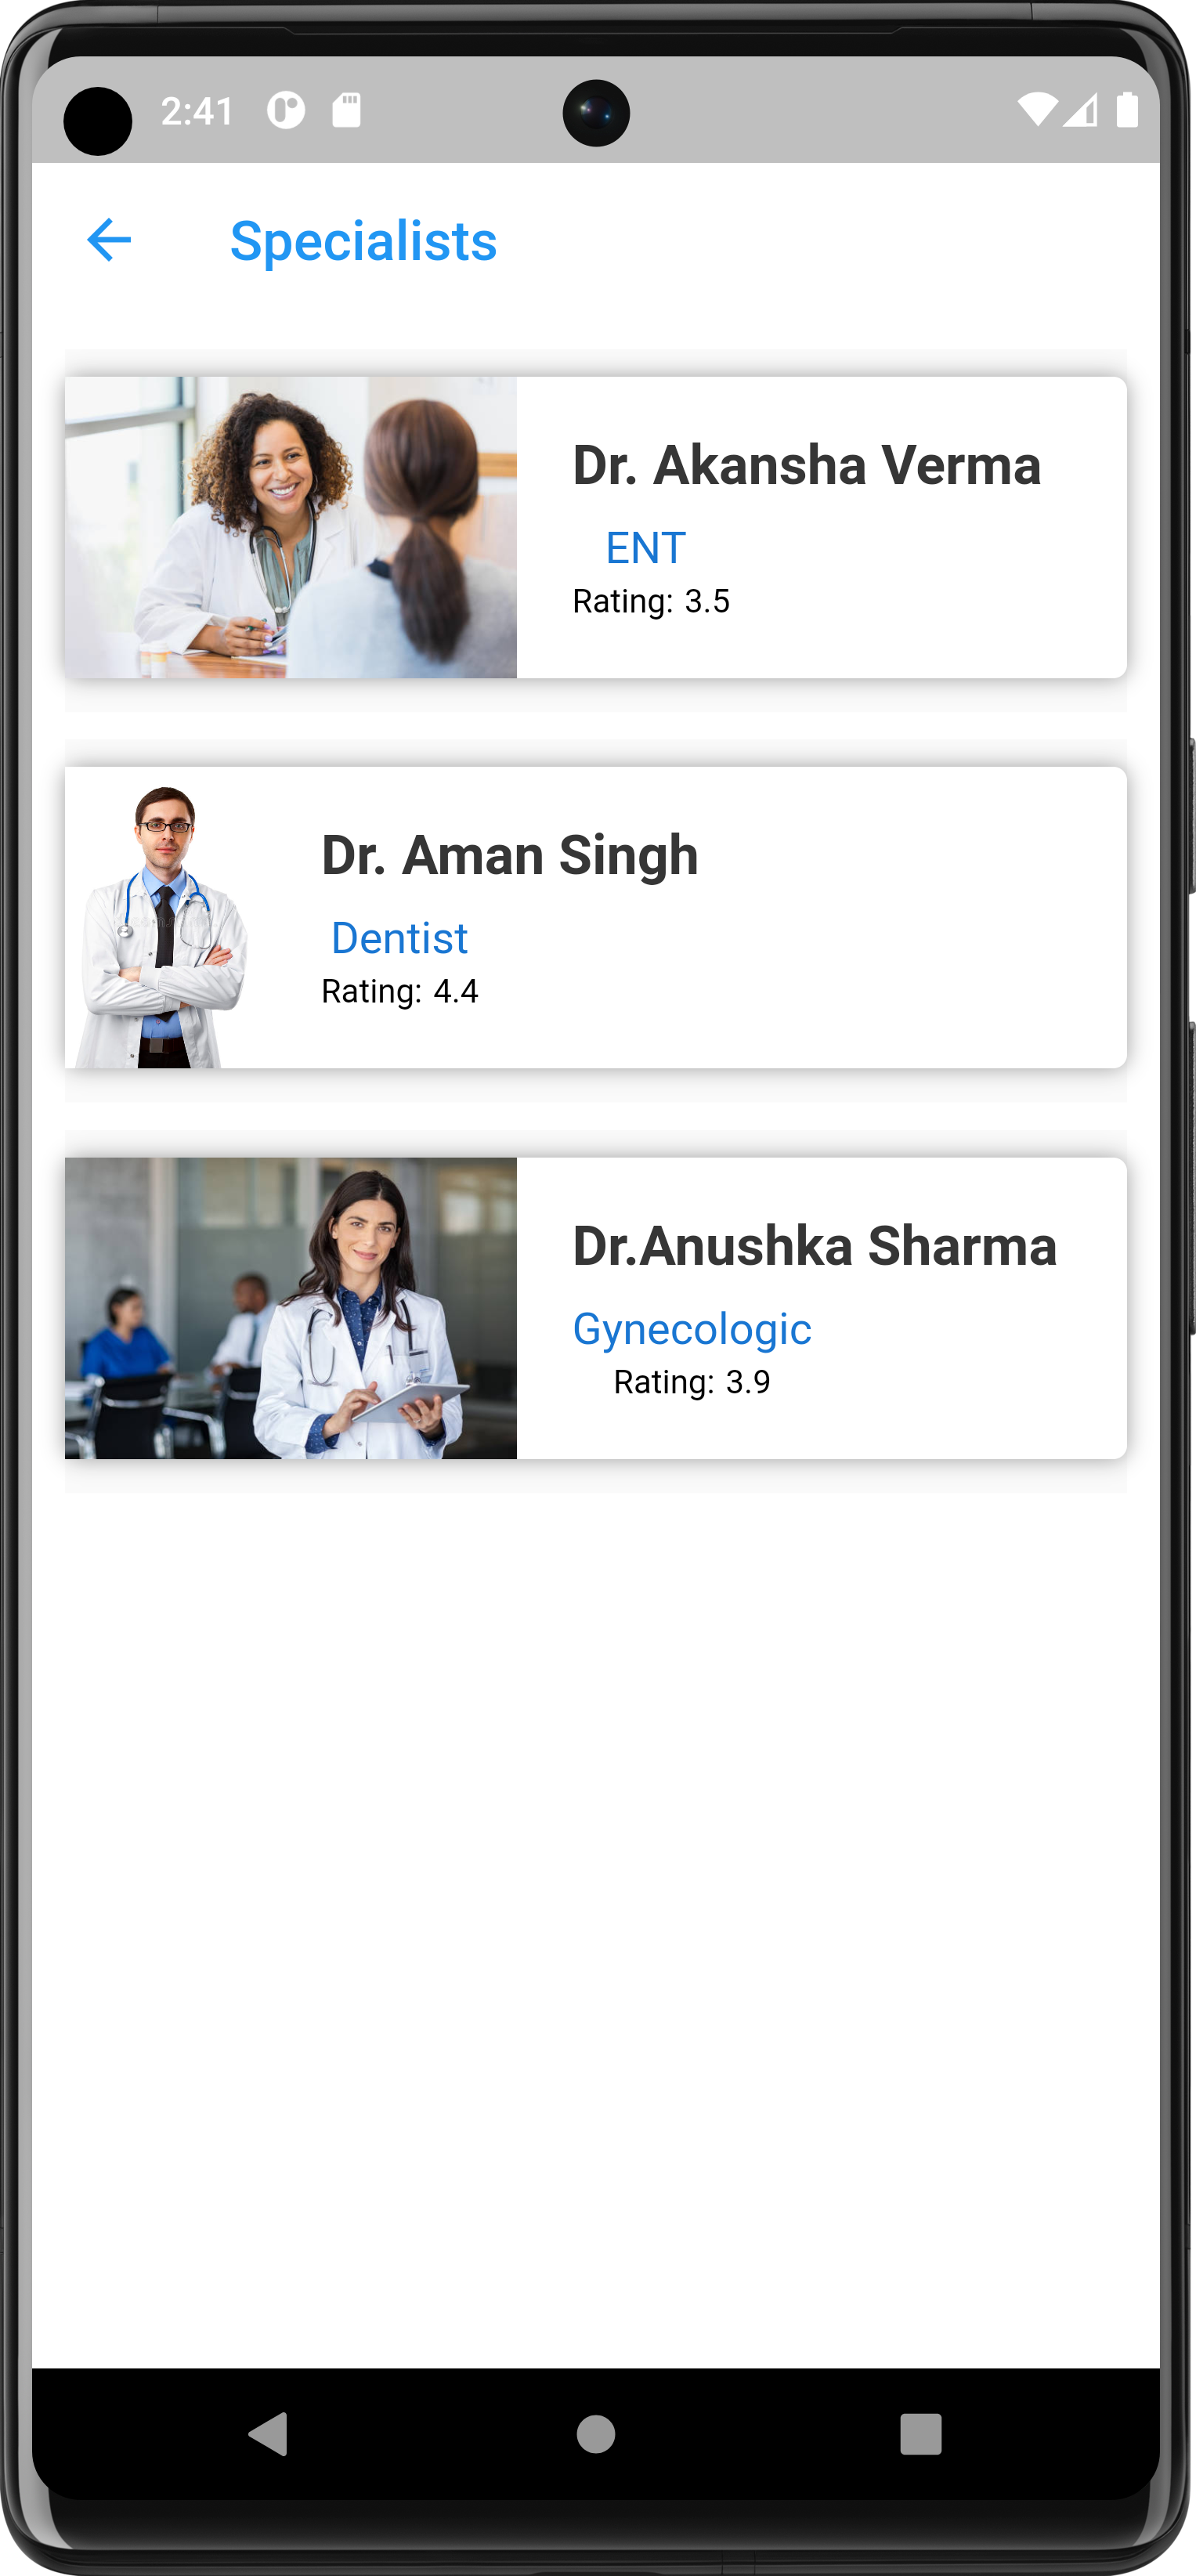 2:41
Specialists
Dr. Akansha Verma
ENT
Rating: 3.5
Dr. Aman Singh
Dentist
Rating: 4.4
Dr.Anushka Sharma
Gynecologic
Rating: 3.9